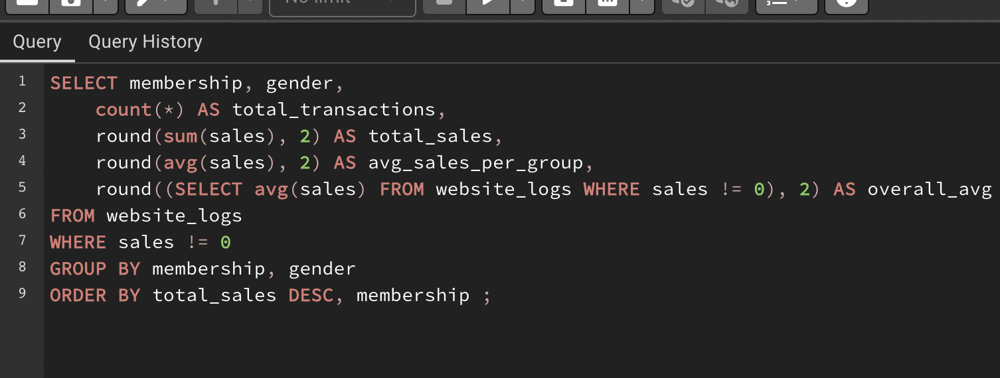 No limit
Query Query History
1 SELECT membership, gender,
2 count(*) AS total_transactions,
3 round(sum(sales), 2) AS total_sales,
4 round(avg(sales), 2) AS avg_sales_per_group,
5 round((SELECT avg(sales) FROM website_logs WHERE sales != 0), 2) AS overall_avg
6 FROM website_logs
7 WHERE sales != 0
8 GROUP BY membership, gender
9 ORDER BY total_sales DESC, membership ;